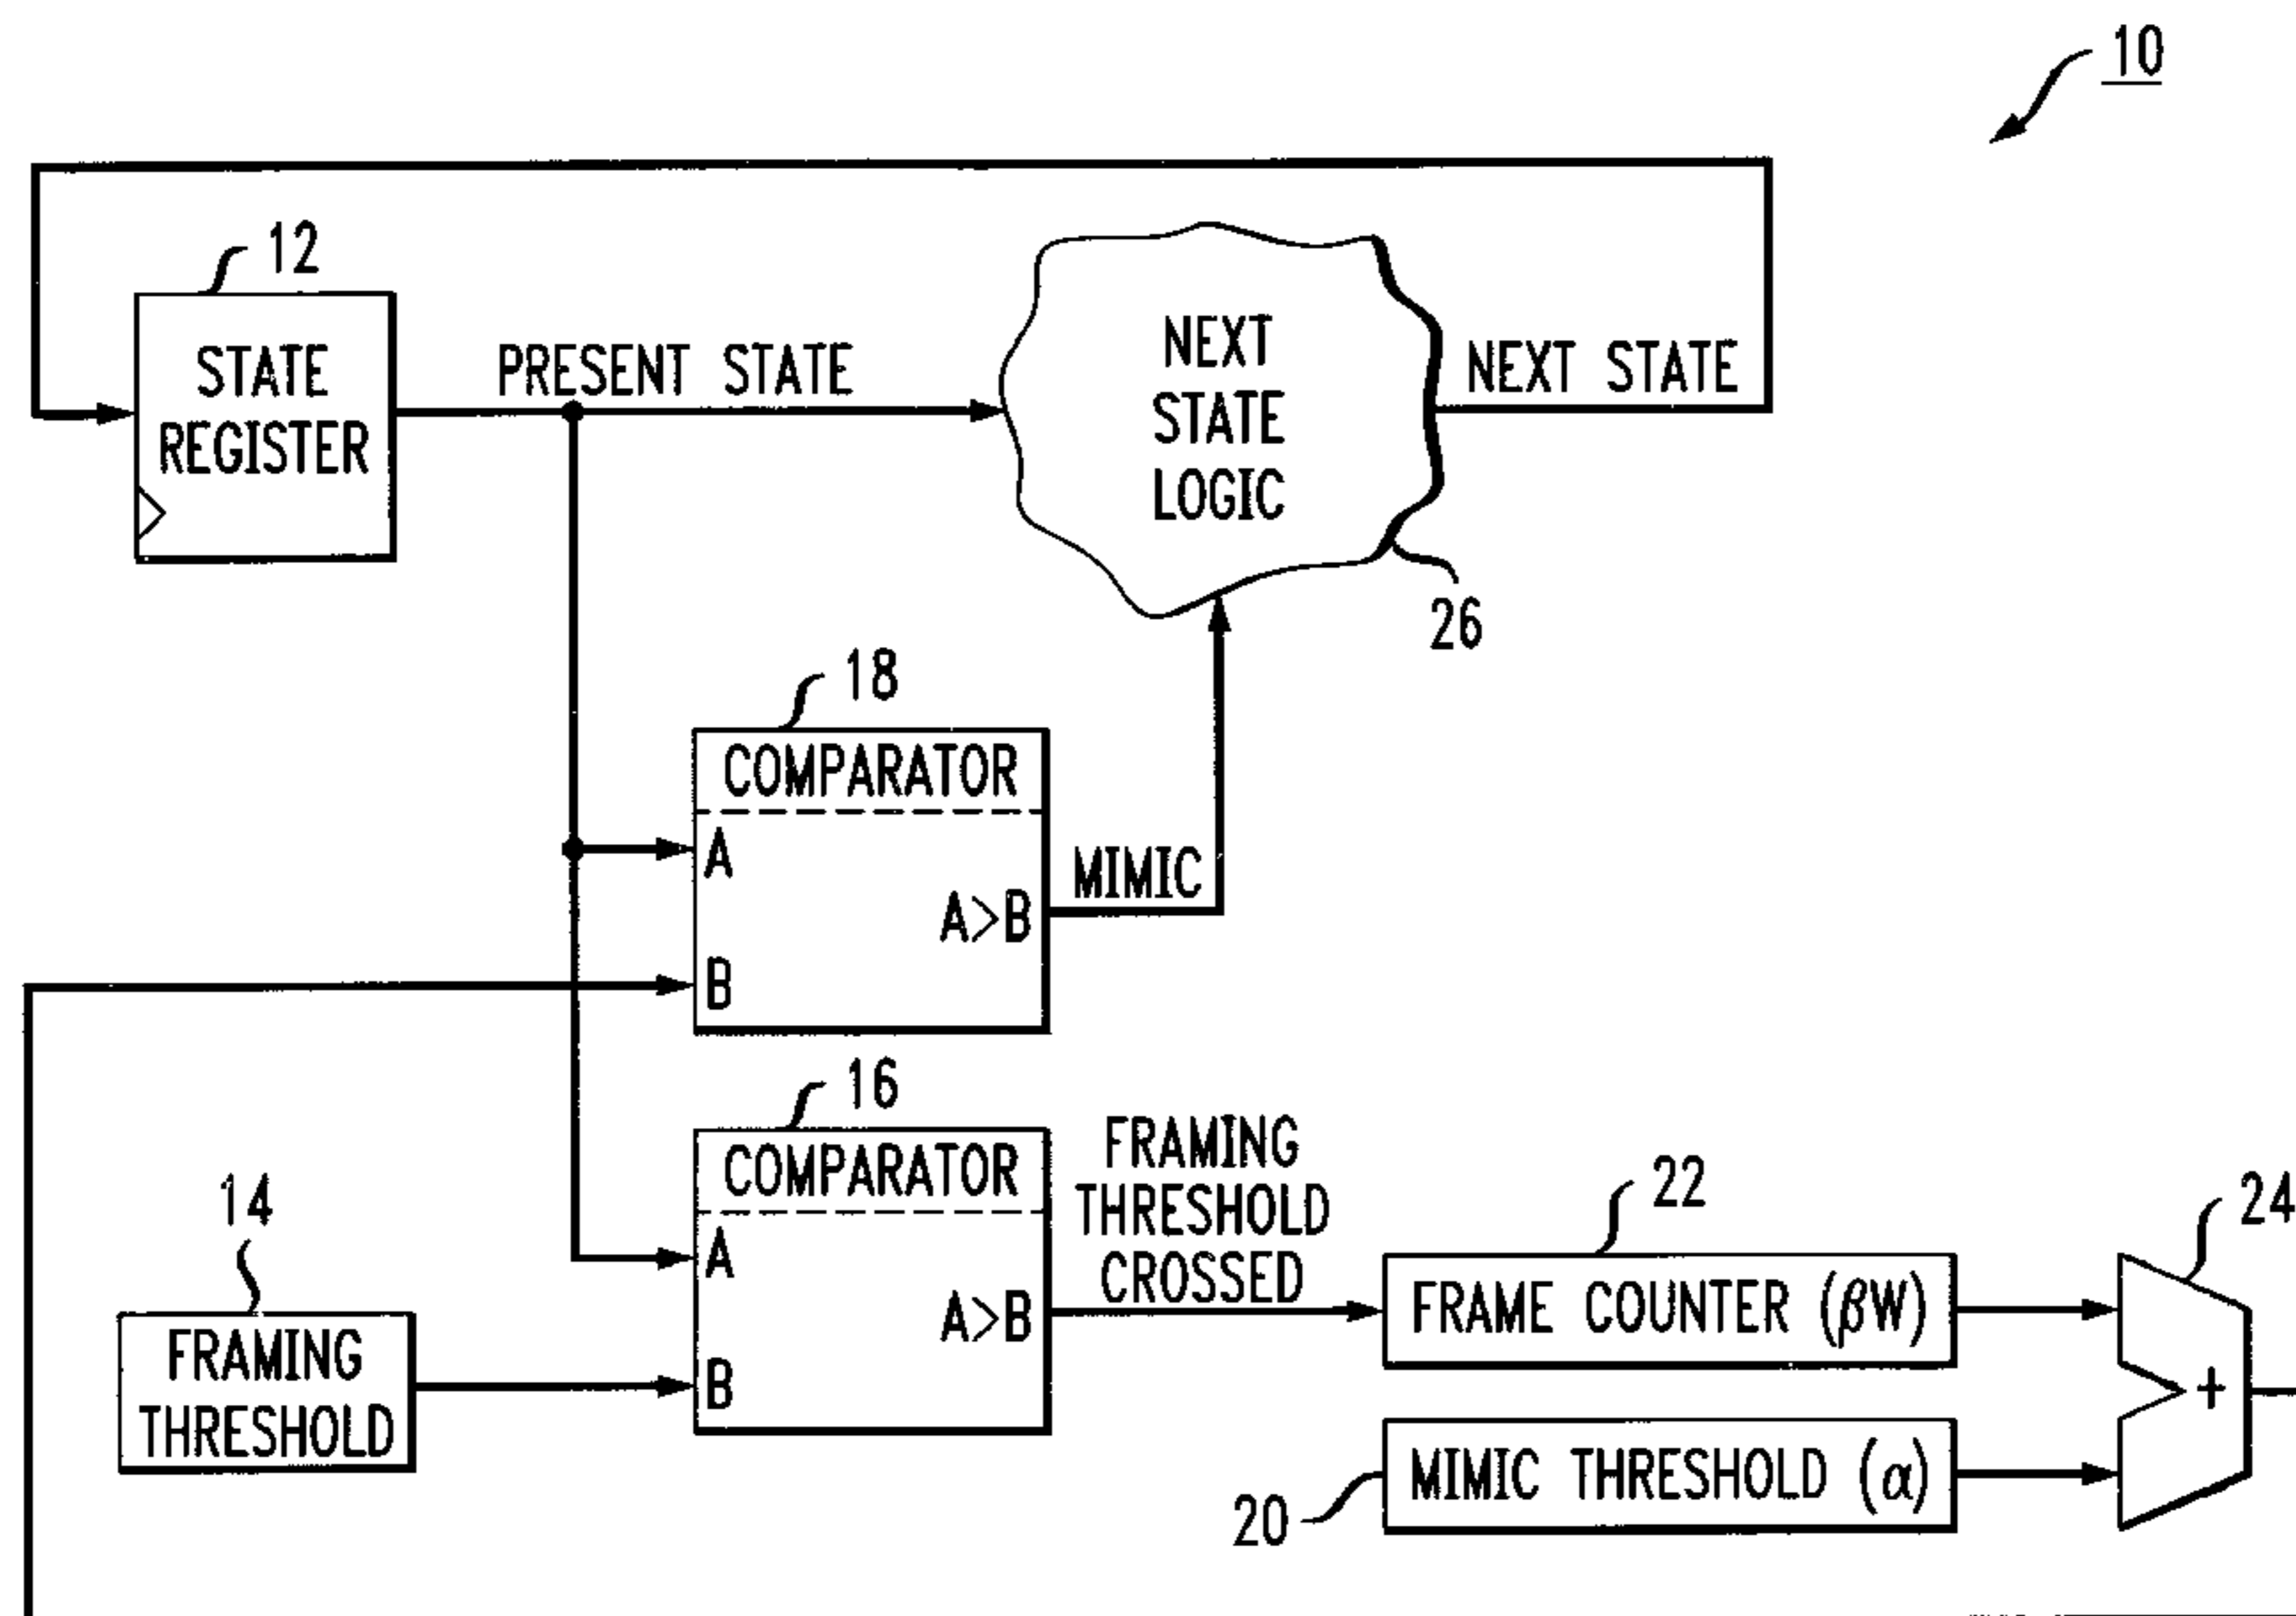 10
12
STATE
REGISTER
PRESENT STATE
NEXT
STATE
LOGIC
NEXT STATE
26
18
COMPARATOR
A
A>B
B
MIMIC
16
COMPARATOR
A
A>B
B
FRAMING
THRESHOLD
CROSSED
14
FRAMING
THRESHOLD
22
FRAME COUNTER (βW)
24
+
20
MIMIC THRESHOLD (α)